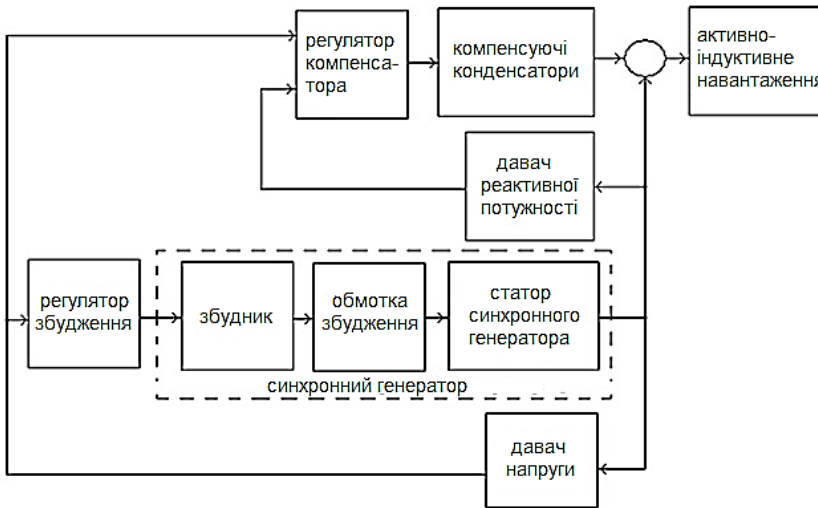 регулятор
компенса-
тора
компенсуючі
конденсатори
активно-
індуктивне
навантаження
давач
реактивної
потужності
регулятор
збудження
збудник
обмотка
збудження
статор
синхронного
генератора
синхронний генератор
давач
напруги